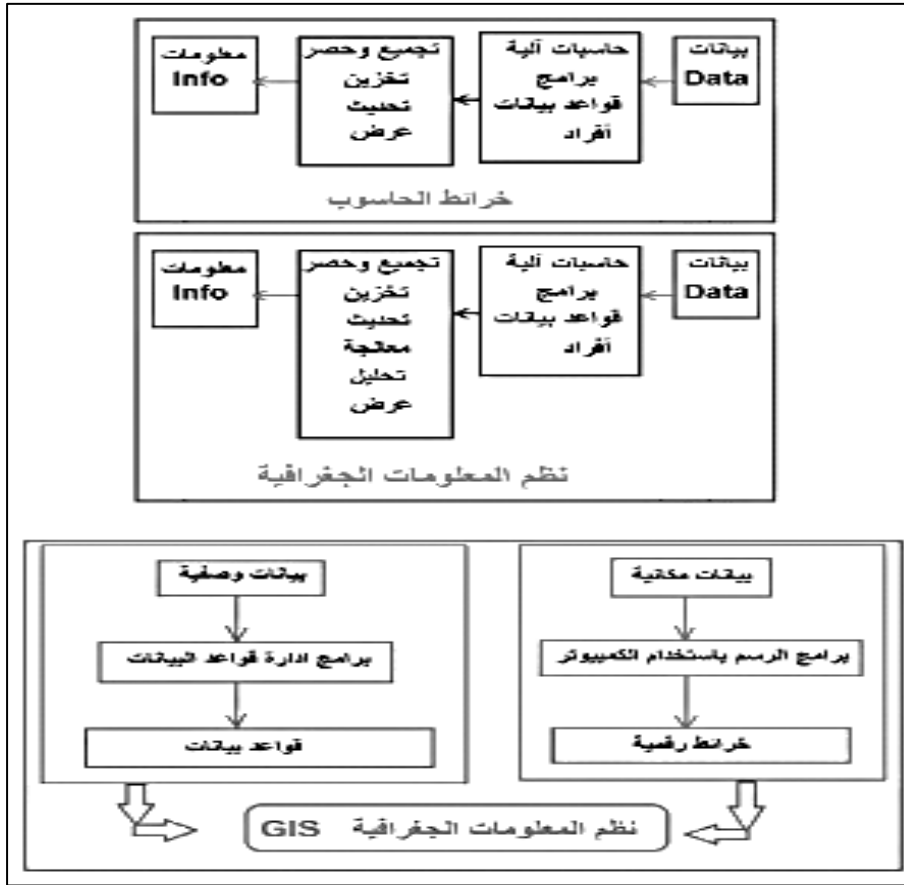 بيانات
Data
حاسبات آلية
برامج
قواعد بيانات
أفراد
تجميع وحصر
تخزين
تحديث
عرض
معلومات
Info
خرائط الحاسوب
بيانات
Data
حاسبات آلية
برامج
قواعد بيانات
أفراد
تجميع وحصر
تخزين
تحديث
معالجة
تحليل
عرض
معلومات
Info
نظم المعلومات الجغرافية
بيانات مكانية
برامج الرسم باستخدام الكمبيوتر
خرائط رقمية
بيانات وصفية
برامج ادارة قواعد البيانات
قواعد بيانات
نظم المعلومات الجغرافية GIS